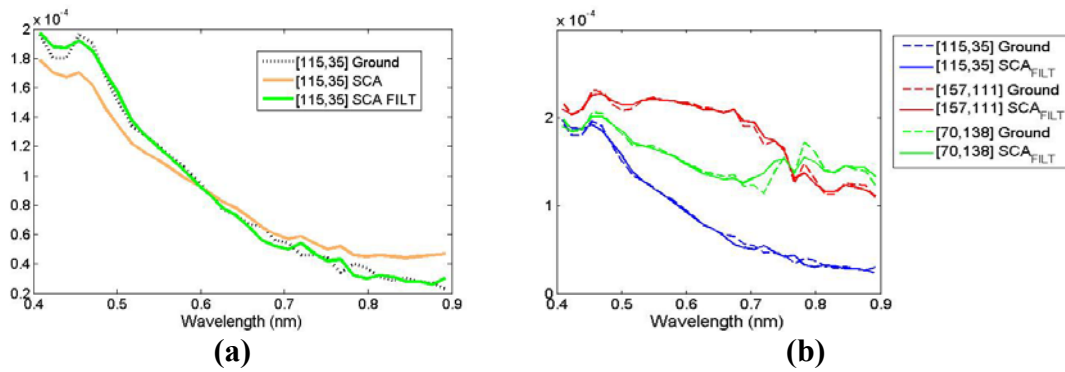 x 10⁻⁴
2
1.8
1.6
1.4
1.2
1
0.8
0.6
0.4
0.2
0.4 0.5 0.6 0.7 0.8 0.9
Wavelength (nm)
[115,35] Ground
[115,35] SCA
[115,35] SCA FILT
(a)
x 10⁻⁴
2
0
0.4 0.5 0.6 0.7 0.8 0.9
Wavelength (nm)
[115,35] Ground
[115,35] SCA_FILT
[157,111] Ground
[157,111] SCA_FILT
[70,138] Ground
[70,138] SCA_FILT
(b)